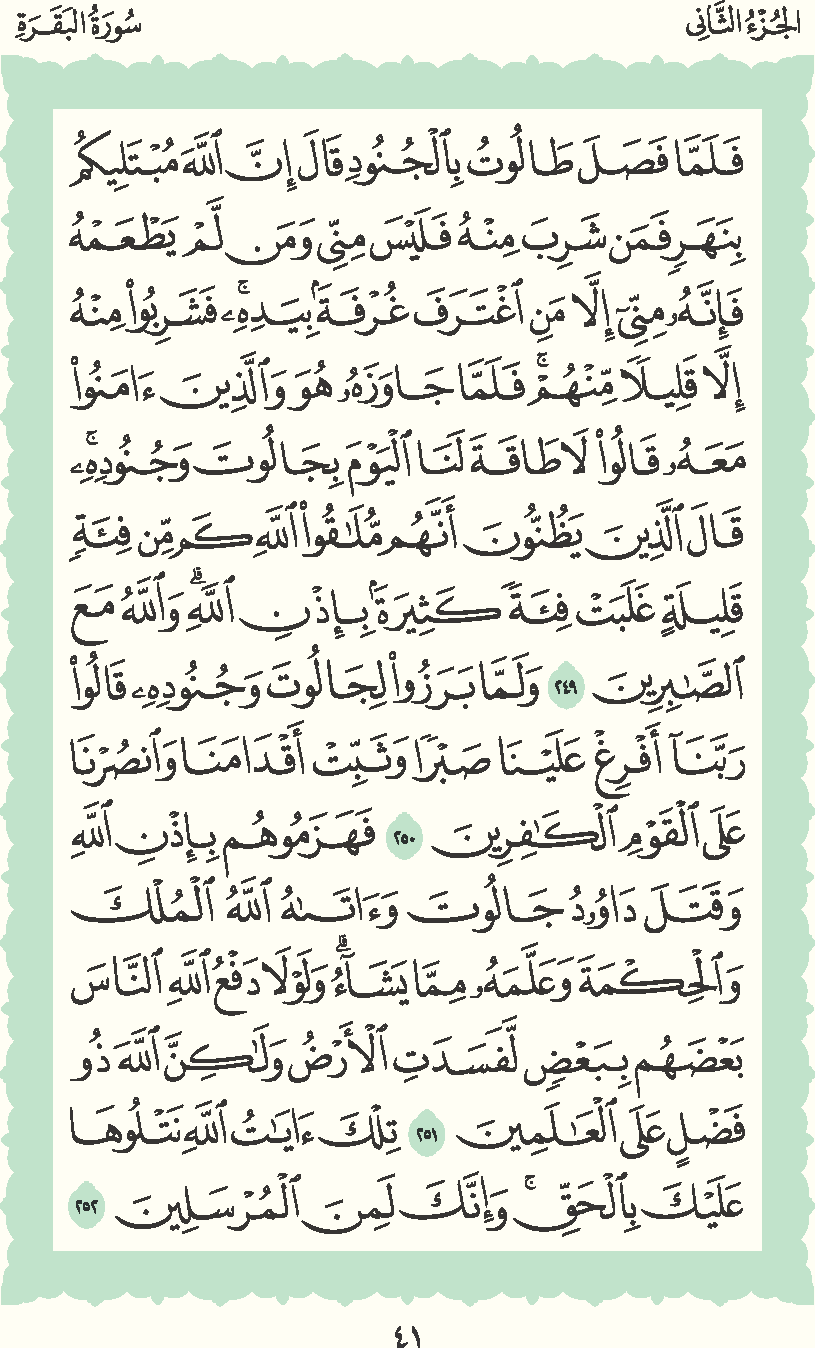 الجُزْءُ الثَّانِي
سُورَةُ البَقَرَةِ
فَلَمَّا فَصَلَ طَالُوتُ بِٱلْجُنُودِ قَالَ إِنَّ ٱللَّهَ مُبْتَلِيكُم
بِنَهَرٍ فَمَن شَرِبَ مِنْهُ فَلَيْسَ مِنِّي وَمَن لَّمْ يَطْعَمْهُ
فَإِنَّهُۥ مِنِّيٓ إِلَّا مَنِ ٱغْتَرَفَ غُرْفَةَۢ بِيَدِهِۦۚ فَشَرِبُواْ مِنْهُ
إِلَّا قَلِيلٗا مِّنْهُمْۚ فَلَمَّا جَاوَزَهُۥ هُوَ وَٱلَّذِينَ ءَامَنُواْ
مَعَهُۥ قَالُواْ لَا طَاقَةَ لَنَا ٱلْيَوْمَ بِجَالُوتَ وَجُنُودِهِۦۚ
قَالَ ٱلَّذِينَ يَظُنُّونَ أَنَّهُم مُّلَٰقُواْ ٱللَّهِ كَم مِّن فِئَةٖ
قَلِيلَةٍ غَلَبَتْ فِئَةٗ كَثِيرَةَۢ بِإِذْنِ ٱللَّهِۗ وَٱللَّهُ مَعَ
ٱلصَّٰبِرِينَ ٢٤٩ وَلَمَّا بَرَزُواْ لِجَالُوتَ وَجُنُودِهِۦ قَالُواْ
رَبَّنَآ أَفْرِغْ عَلَيْنَا صَبْرٗا وَثَبِّتْ أَقْدَامَنَا وَٱنصُرْنَا
عَلَى ٱلْقَوْمِ ٱلْكَٰفِرِينَ ٢٥٠ فَهَزَمُوهُم بِإِذْنِ ٱللَّهِ
وَقَتَلَ دَاوُۥدُ جَالُوتَ وَءَاتَىٰهُ ٱللَّهُ ٱلْمُلْكَ
وَٱلْحِكْمَةَ وَعَلَّمَهُۥ مِمَّا يَشَآءُۗ وَلَوْلَا دَفْعُ ٱللَّهِ ٱلنَّاسَ
بَعْضَهُم بِبَعْضٖ لَّفَسَدَتِ ٱلْأَرْضُ وَلَٰكِنَّ ٱللَّهَ ذُو
فَضْلٍ عَلَى ٱلْعَٰلَمِينَ ٢٥١ تِلْكَ ءَايَٰتُ ٱللَّهِ نَتْلُوهَا
عَلَيْكَ بِٱلْحَقِّۚ وَإِنَّكَ لَمِنَ ٱلْمُرْسَلِينَ ٢٥٢
٤١